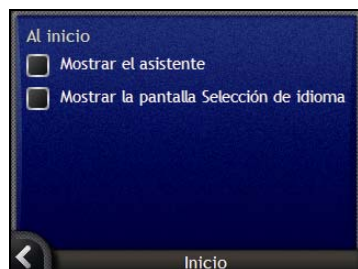 Al inicio
Mostrar el asistente
Mostrar la pantalla Selección de idioma
Inicio